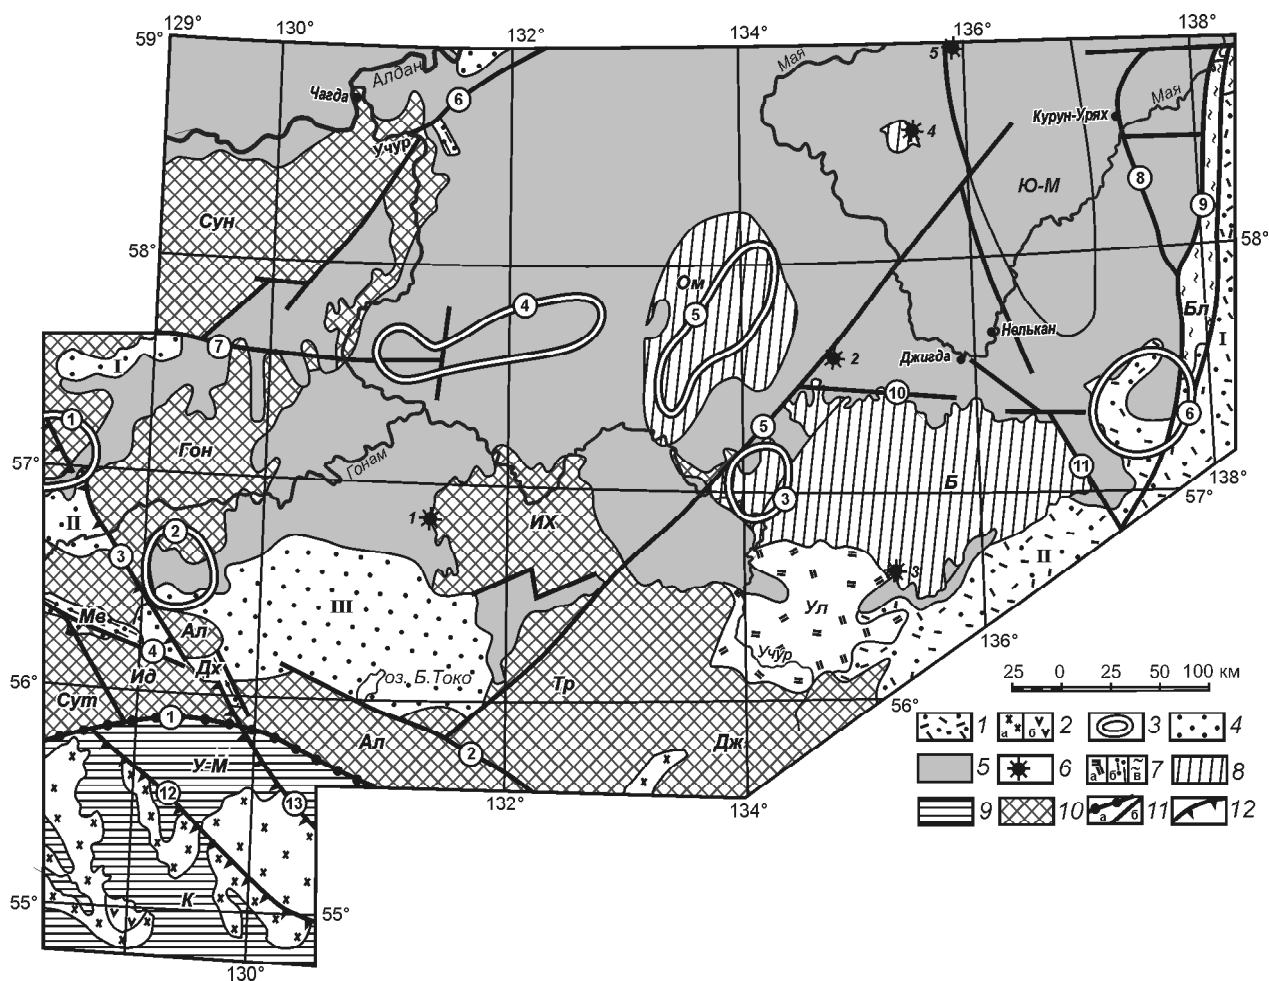 129° 130° 132° 134° 136° 138°
59°
Алдан
Чагда
6
Учур
Мая
5
4
Курун-Урях
Мая
Ю-М
8
9
Сун
58°
58°
Ом
4
5
Бл
I
7
I
2
Нелькан
Джигда
10
6
1
Гон
5
57°
Гонам
3
Б
11
138°
57°
II
2
1
ИХ
3
II
3
III
Ул
Мв
Ал
4
Дх
Учур
136°
Ид
оз. Б.Токо
56°
Сут
Тр
56°
1
Ал
2
Дж
У-М
12
13
132°
134°
К
55°
55°
130°
25 0 25 50 100 км
1
а б 2
3
4
5
6
а б в 7
8
9
10
а б 11
12